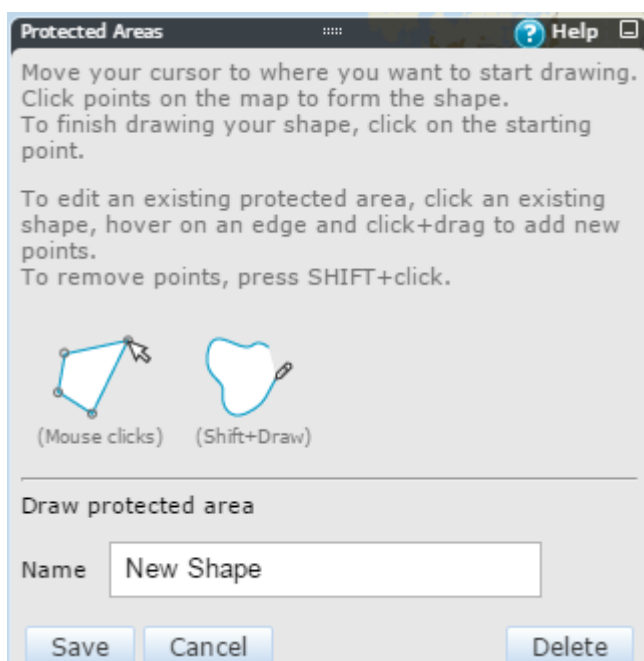 Protected Areas
? Help
Move your cursor to where you want to start drawing.
Click points on the map to form the shape.
To finish drawing your shape, click on the starting
point.
To edit an existing protected area, click an existing
shape, hover on an edge and click+drag to add new
points.
To remove points, press SHIFT+click.
(Mouse clicks) (Shift+Draw)
Draw protected area
Name New Shape
Save Cancel Delete